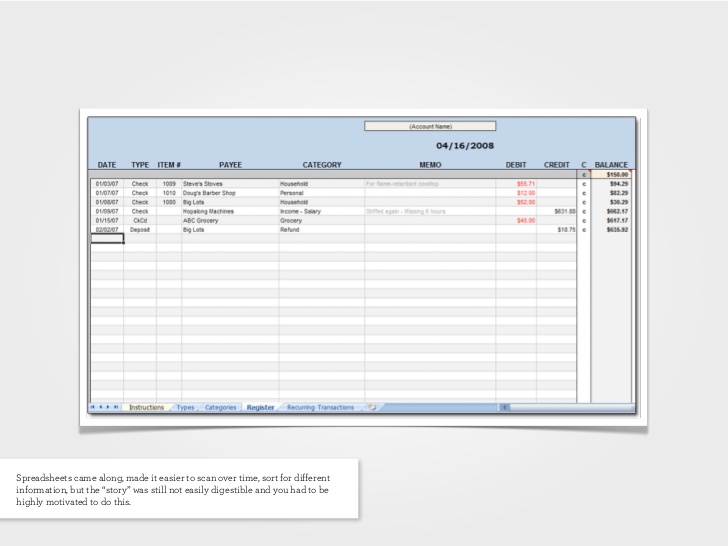 (Account Name)
04/16/2008
DATE TYPE ITEM # PAYEE CATEGORY MEMO DEBIT CREDIT C BALANCE
c $150.00
01/03/07 Check 1009 Steve's Stoves Household For flame-retardant cooktop $55.71 c $94.29
01/07/07 Check 1010 Doug's Barber Shop Personal $12.00 c $82.29
01/08/07 Check 1000 Big Lots Household $52.00 c $30.29
01/09/07 Check Hopalong Machines Income - Salary Stiffed again - Missing 6 hours $631.88 c $662.17
01/15/07 CkCd ABC Grocery Grocery $45.00 c $617.17
02/02/07 Deposit Big Lots Refund $18.75 c $635.92
Instructions Types Categories Register Recurring Transactions
Spreadsheets came along, made it easier to scan over time, sort for different
information, but the “story” was still not easily digestible and you had to be
highly motivated to do this.